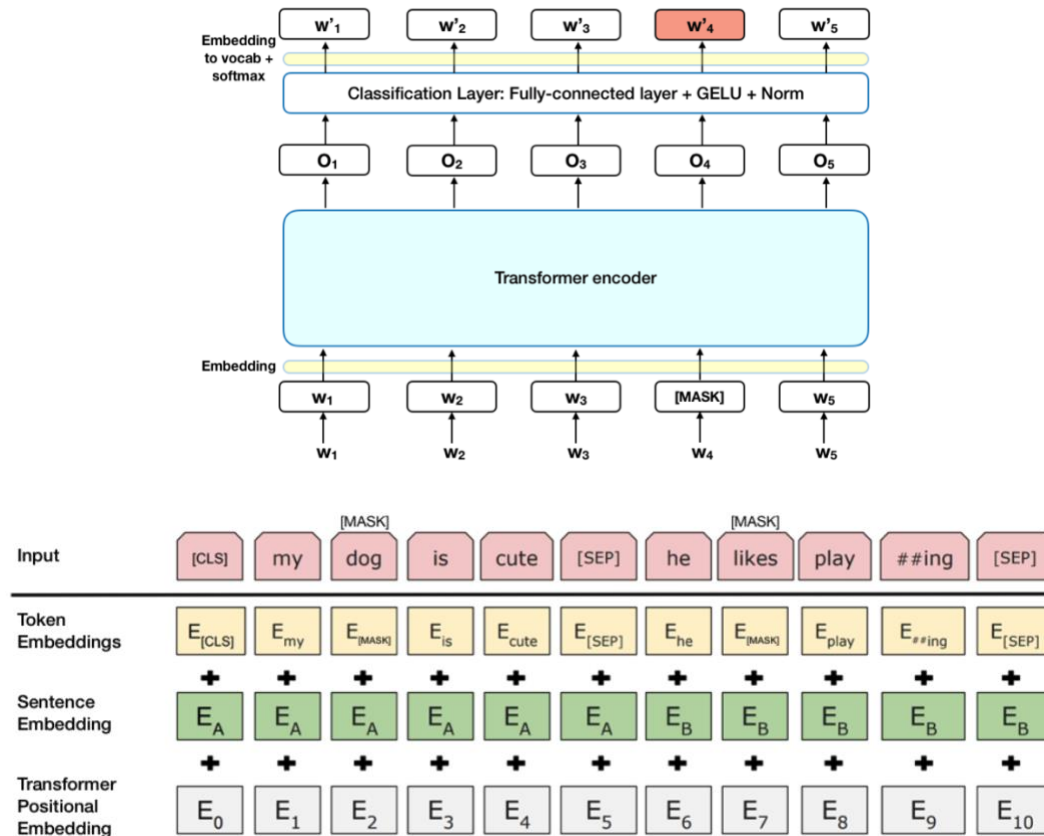 w'1 w'2 w'3 w'4 w'5
Embedding
to vocab +
softmax
Classification Layer: Fully-connected layer + GELU + Norm
O1 O2 O3 O4 O5
Transformer encoder
Embedding
w1 w2 w3 [MASK] w5
w1 w2 w3 w4 w5
[MASK] [MASK]
Input [CLS] my dog is cute [SEP] he likes play ##ing [SEP]
Token
Embeddings
E[CLS] Emy E[MASK] Eis Ecute E[SEP] Ehe E[MASK] Eplay E##ing E[SEP]
+ + + + + + + + + + +
Sentence
Embedding
EA EA EA EA EA EA EB EB EB EB EB
+ + + + + + + + + + +
Transformer
Positional
Embedding
E0 E1 E2 E3 E4 E5 E6 E7 E8 E9 E10